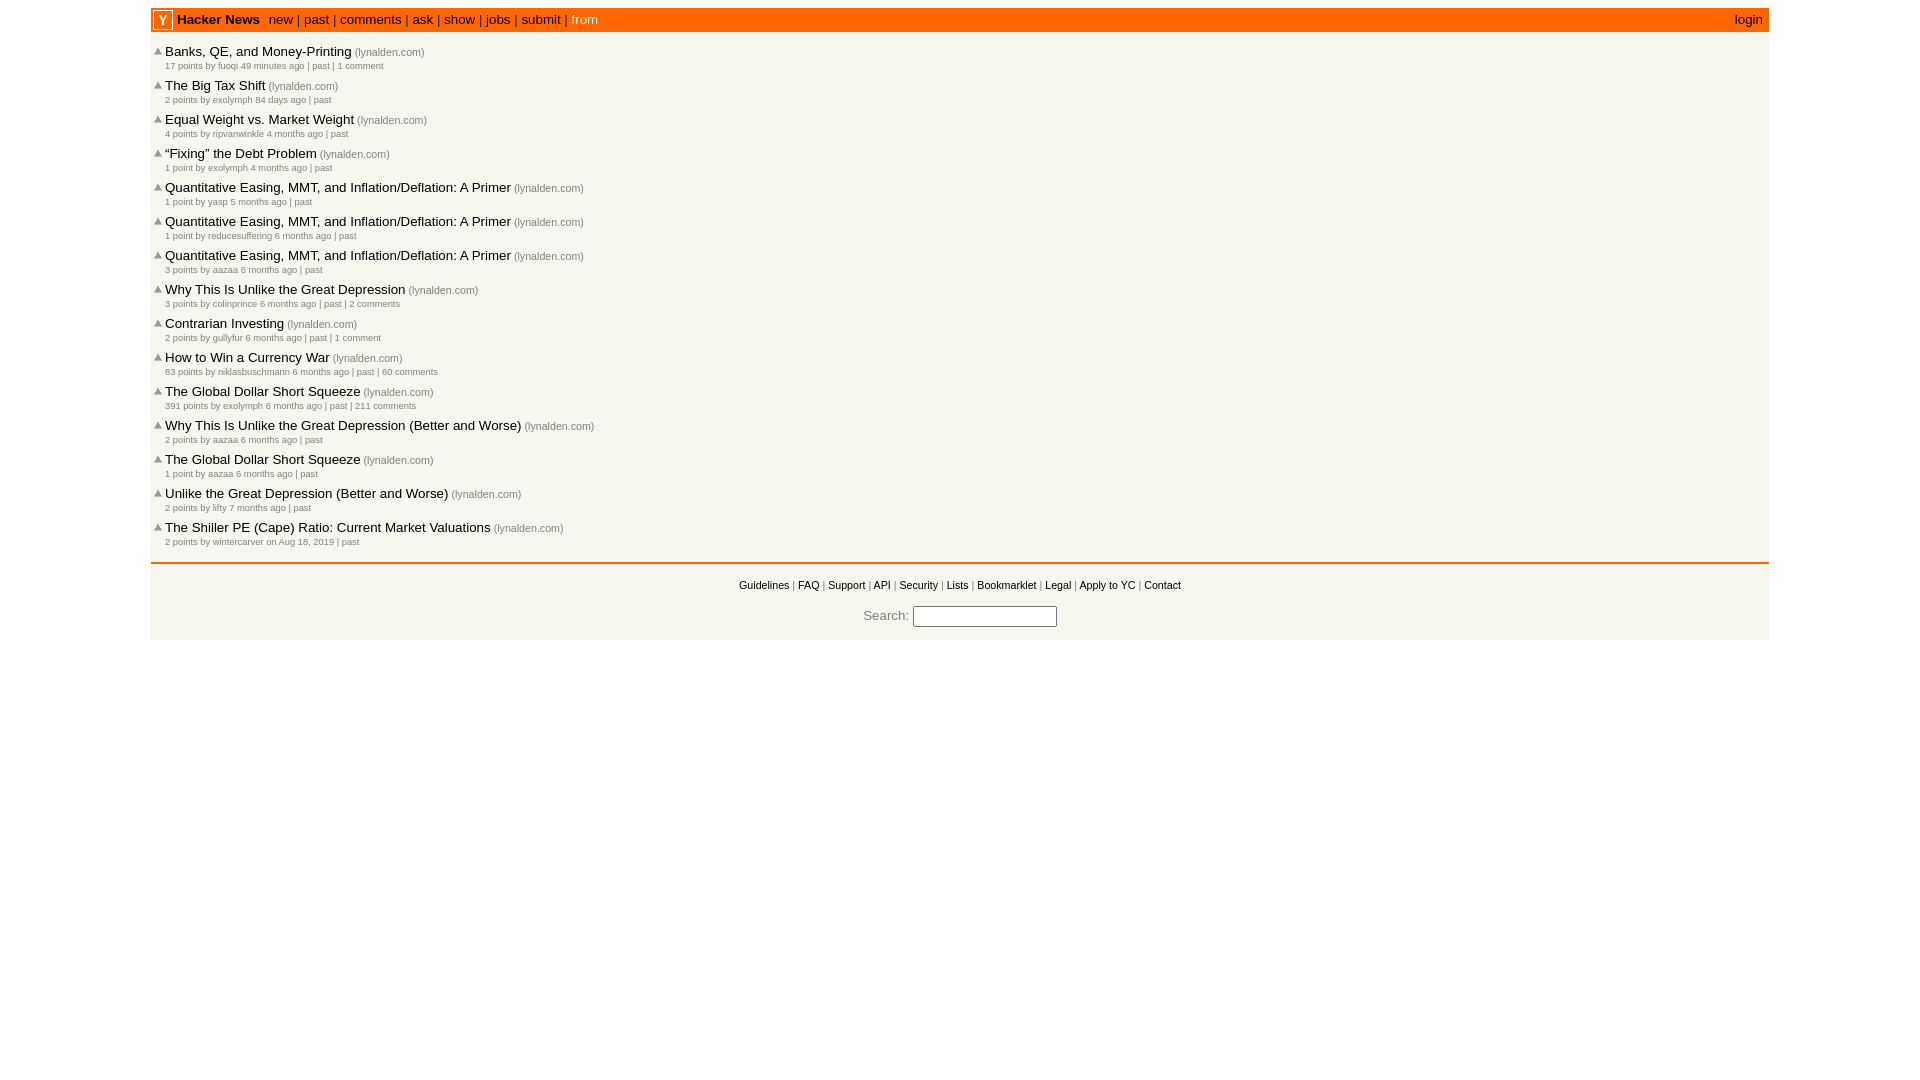 Y Hacker News new | past | comments | ask | show | jobs | submit | from login
Banks, QE, and Money-Printing (lynalden.com)
17 points by fuoqi 49 minutes ago | past | 1 comment
The Big Tax Shift (lynalden.com)
2 points by exolymph 84 days ago | past
Equal Weight vs. Market Weight (lynalden.com)
4 points by ripvanwinkle 4 months ago | past
“Fixing” the Debt Problem (lynalden.com)
1 point by exolymph 4 months ago | past
Quantitative Easing, MMT, and Inflation/Deflation: A Primer (lynalden.com)
1 point by yasp 5 months ago | past
Quantitative Easing, MMT, and Inflation/Deflation: A Primer (lynalden.com)
1 point by reducesuffering 6 months ago | past
Quantitative Easing, MMT, and Inflation/Deflation: A Primer (lynalden.com)
3 points by aazaa 6 months ago | past
Why This Is Unlike the Great Depression (lynalden.com)
3 points by colinprince 6 months ago | past | 2 comments
Contrarian Investing (lynalden.com)
2 points by gullyfur 6 months ago | past | 1 comment
How to Win a Currency War (lynalden.com)
83 points by niklasbuschmann 6 months ago | past | 60 comments
The Global Dollar Short Squeeze (lynalden.com)
391 points by exolymph 6 months ago | past | 211 comments
Why This Is Unlike the Great Depression (Better and Worse) (lynalden.com)
2 points by aazaa 6 months ago | past
The Global Dollar Short Squeeze (lynalden.com)
1 point by aazaa 6 months ago | past
Unlike the Great Depression (Better and Worse) (lynalden.com)
2 points by lifty 7 months ago | past
The Shiller PE (Cape) Ratio: Current Market Valuations (lynalden.com)
2 points by wintercarver on Aug 18, 2019 | past
Guidelines | FAQ | Support | API | Security | Lists | Bookmarklet | Legal | Apply to YC | Contact
Search: